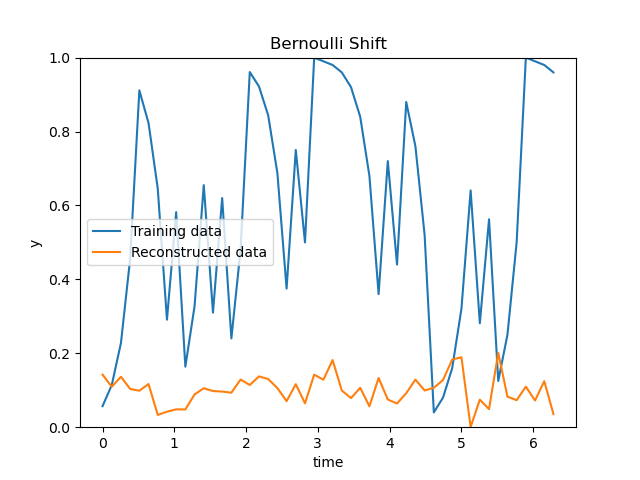 Bernoulli Shift
1.0
0.8
0.6
0.4
0.2
0.0
y
Training data
Reconstructed data
0 1 2 3 4 5 6
time